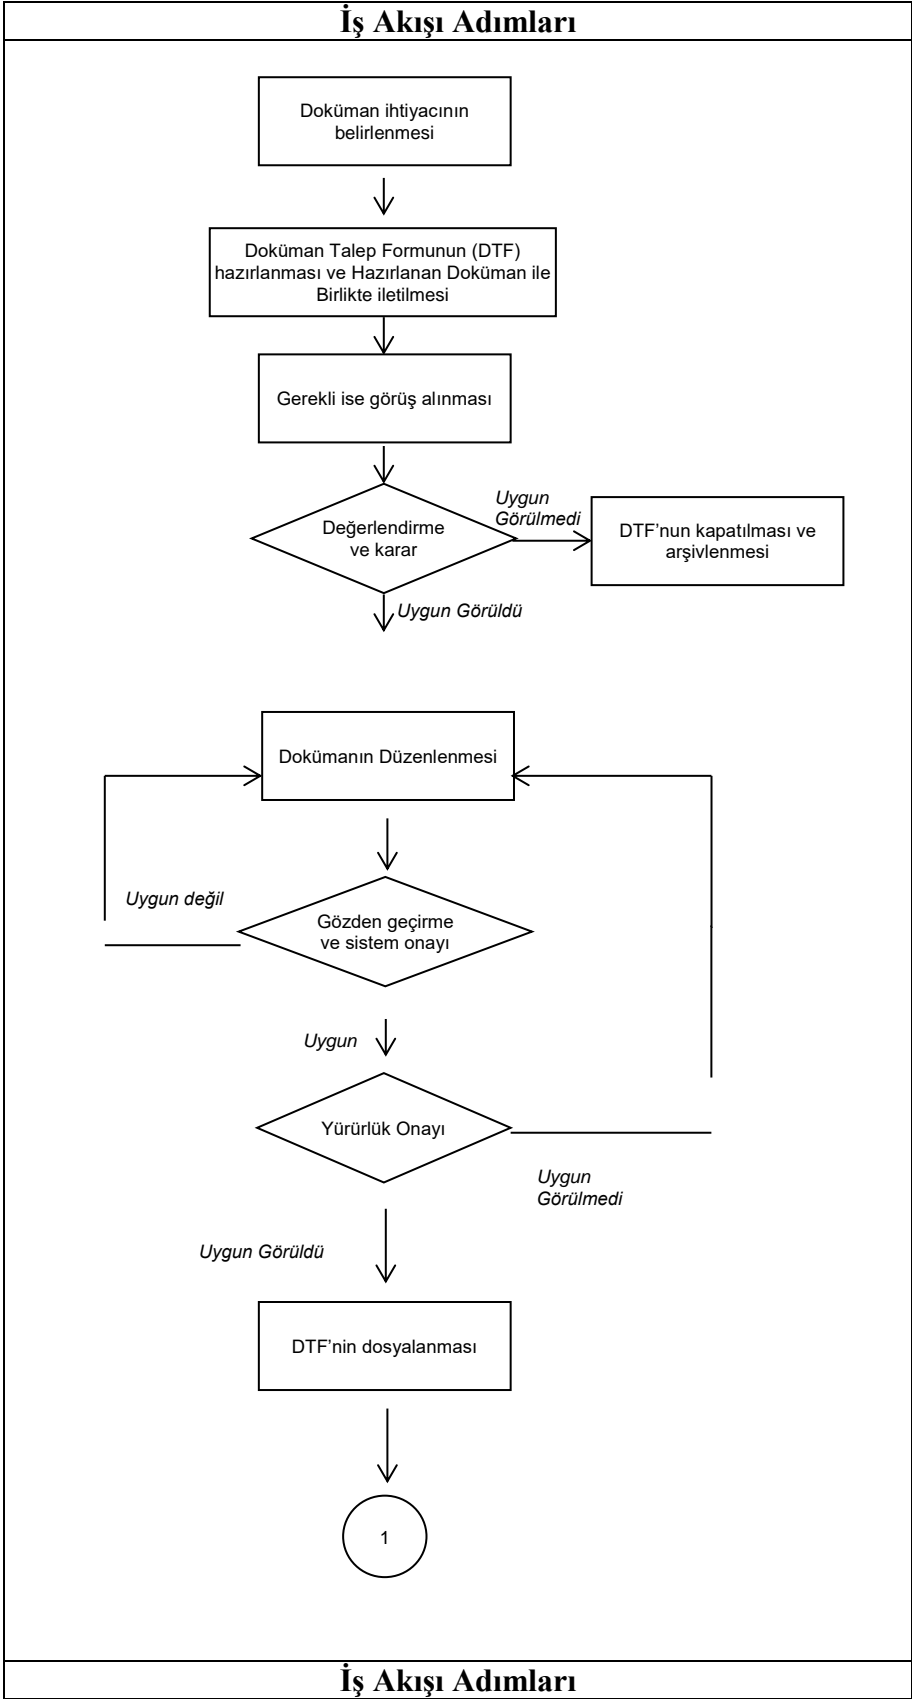 İş Akışı Adımları
Doküman ihtiyacının
belirlenmesi
Doküman Talep Formunun (DTF)
hazırlanması ve Hazırlanan Doküman ile
Birlikte iletilmesi
Gerekli ise görüş alınması
Değerlendirme
ve karar
Uygun
Görülmedi
DTF’nun kapatılması ve
arşivlenmesi
Uygun Görüldü
Dokümanın Düzenlenmesi
Uygun değil
Gözden geçirme
ve sistem onayı
Uygun
Yürürlük Onayı
Uygun
Görülmedi
Uygun Görüldü
DTF’nin dosyalanması
1
İş Akışı Adımları